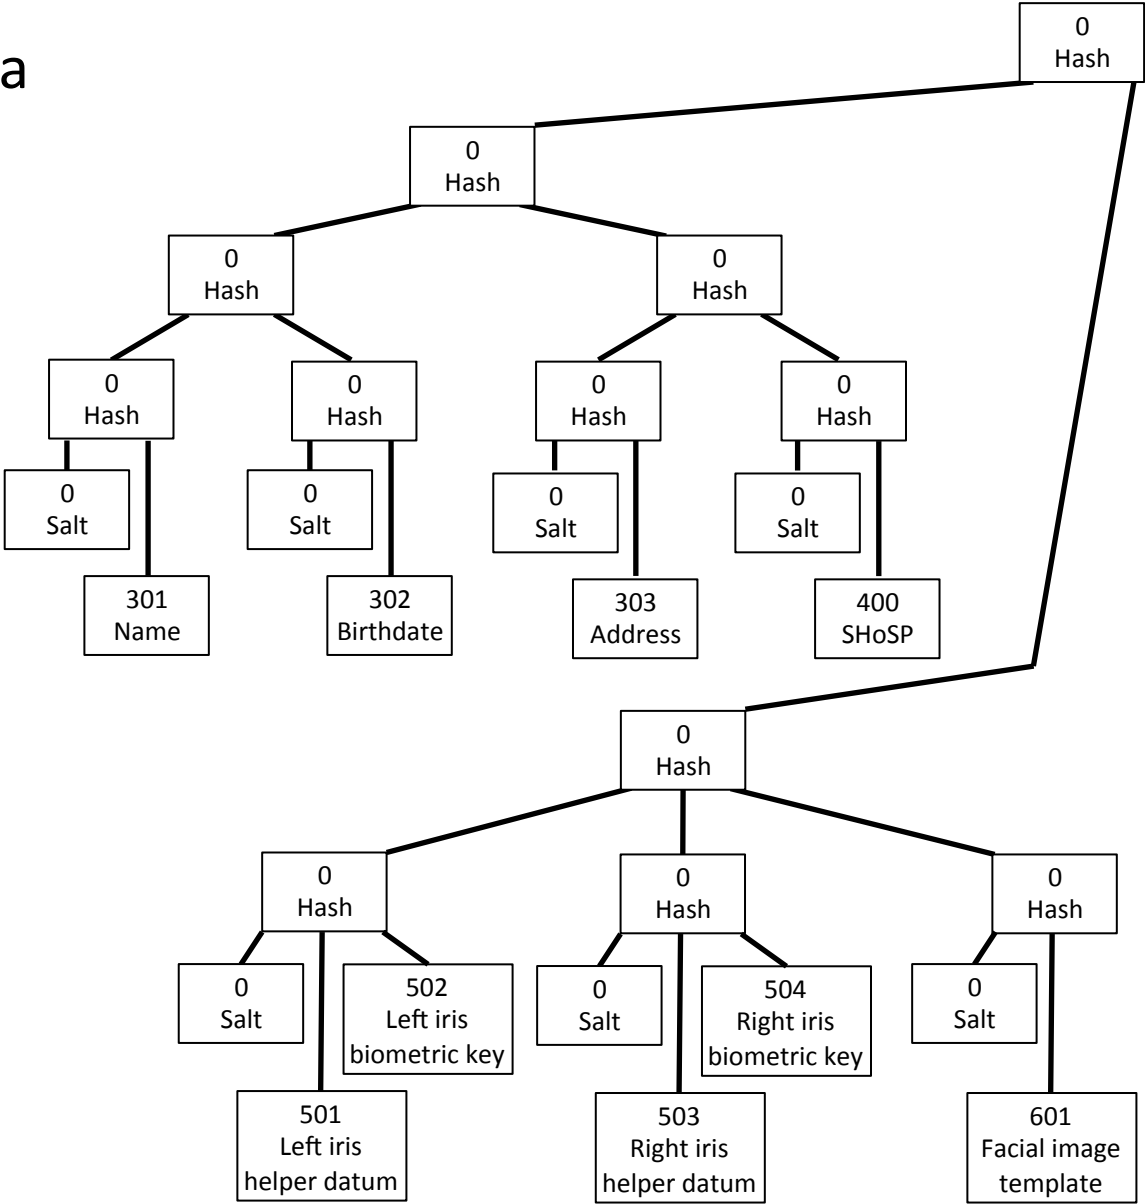 a
0
Hash
0
Hash
0
Hash
0
Hash
0
Hash
0
Hash
0
Hash
0
Hash
0
Salt
0
Salt
0
Salt
0
Salt
301
Name
302
Birthdate
303
Address
400
SHoSP
0
Hash
0
Hash
0
Hash
0
Hash
0
Salt
502
Left iris
biometric key
0
Salt
504
Right iris
biometric key
0
Salt
501
Left iris
helper datum
503
Right iris
helper datum
601
Facial image
template